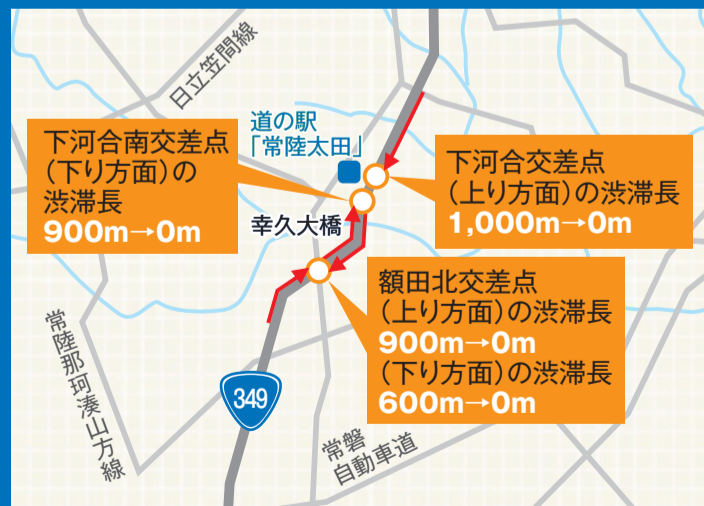 日立笠間線
道の駅
「常陸太田」
下河合南交差点
(下り方面)の
渋滞長
900m→0m
下河合交差点
(上り方面)の渋滞長
1,000m→0m
幸久大橋
額田北交差点
(上り方面)の渋滞長
900m→0m
(下り方面)の渋滞長
600m→0m
常陸那珂湊山方線
349
常磐
自動車道